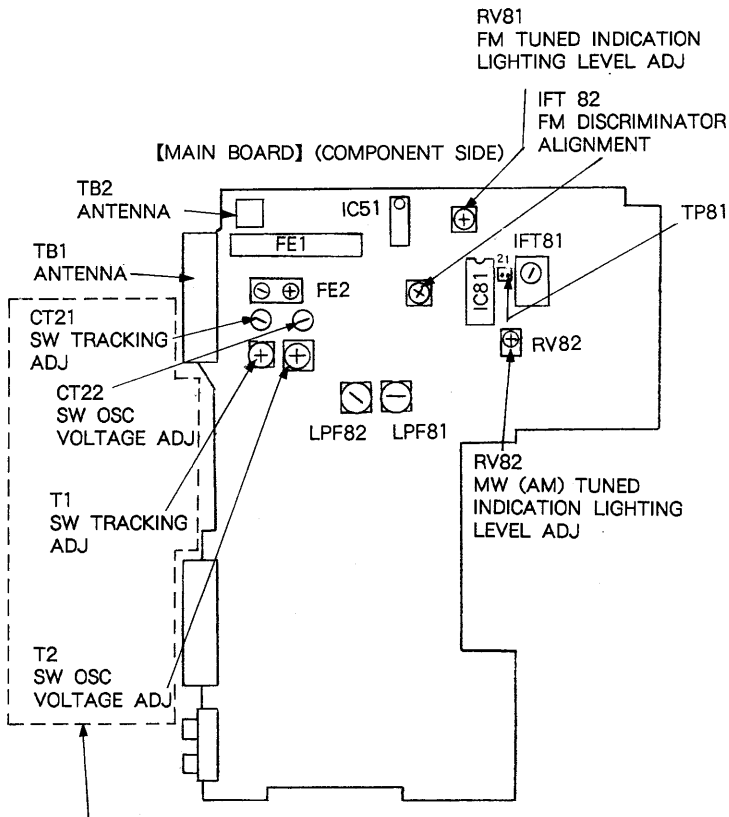 RV81
FM TUNED INDICATION
LIGHTING LEVEL ADJ
IFT 82
FM DISCRIMINATOR
ALIGNMENT
【MAIN BOARD】 (COMPONENT SIDE)
TB2
ANTENNA
IC51
TP81
FE1
IFT81
TB1
ANTENNA
21
IC81
FE2
CT21
SW TRACKING
ADJ
RV82
CT22
SW OSC
VOLTAGE ADJ
LPF82
LPF81
RV82
MW (AM) TUNED
INDICATION LIGHTING
LEVEL ADJ
T1
SW TRACKING
ADJ
T2
SW OSC
VOLTAGE ADJ